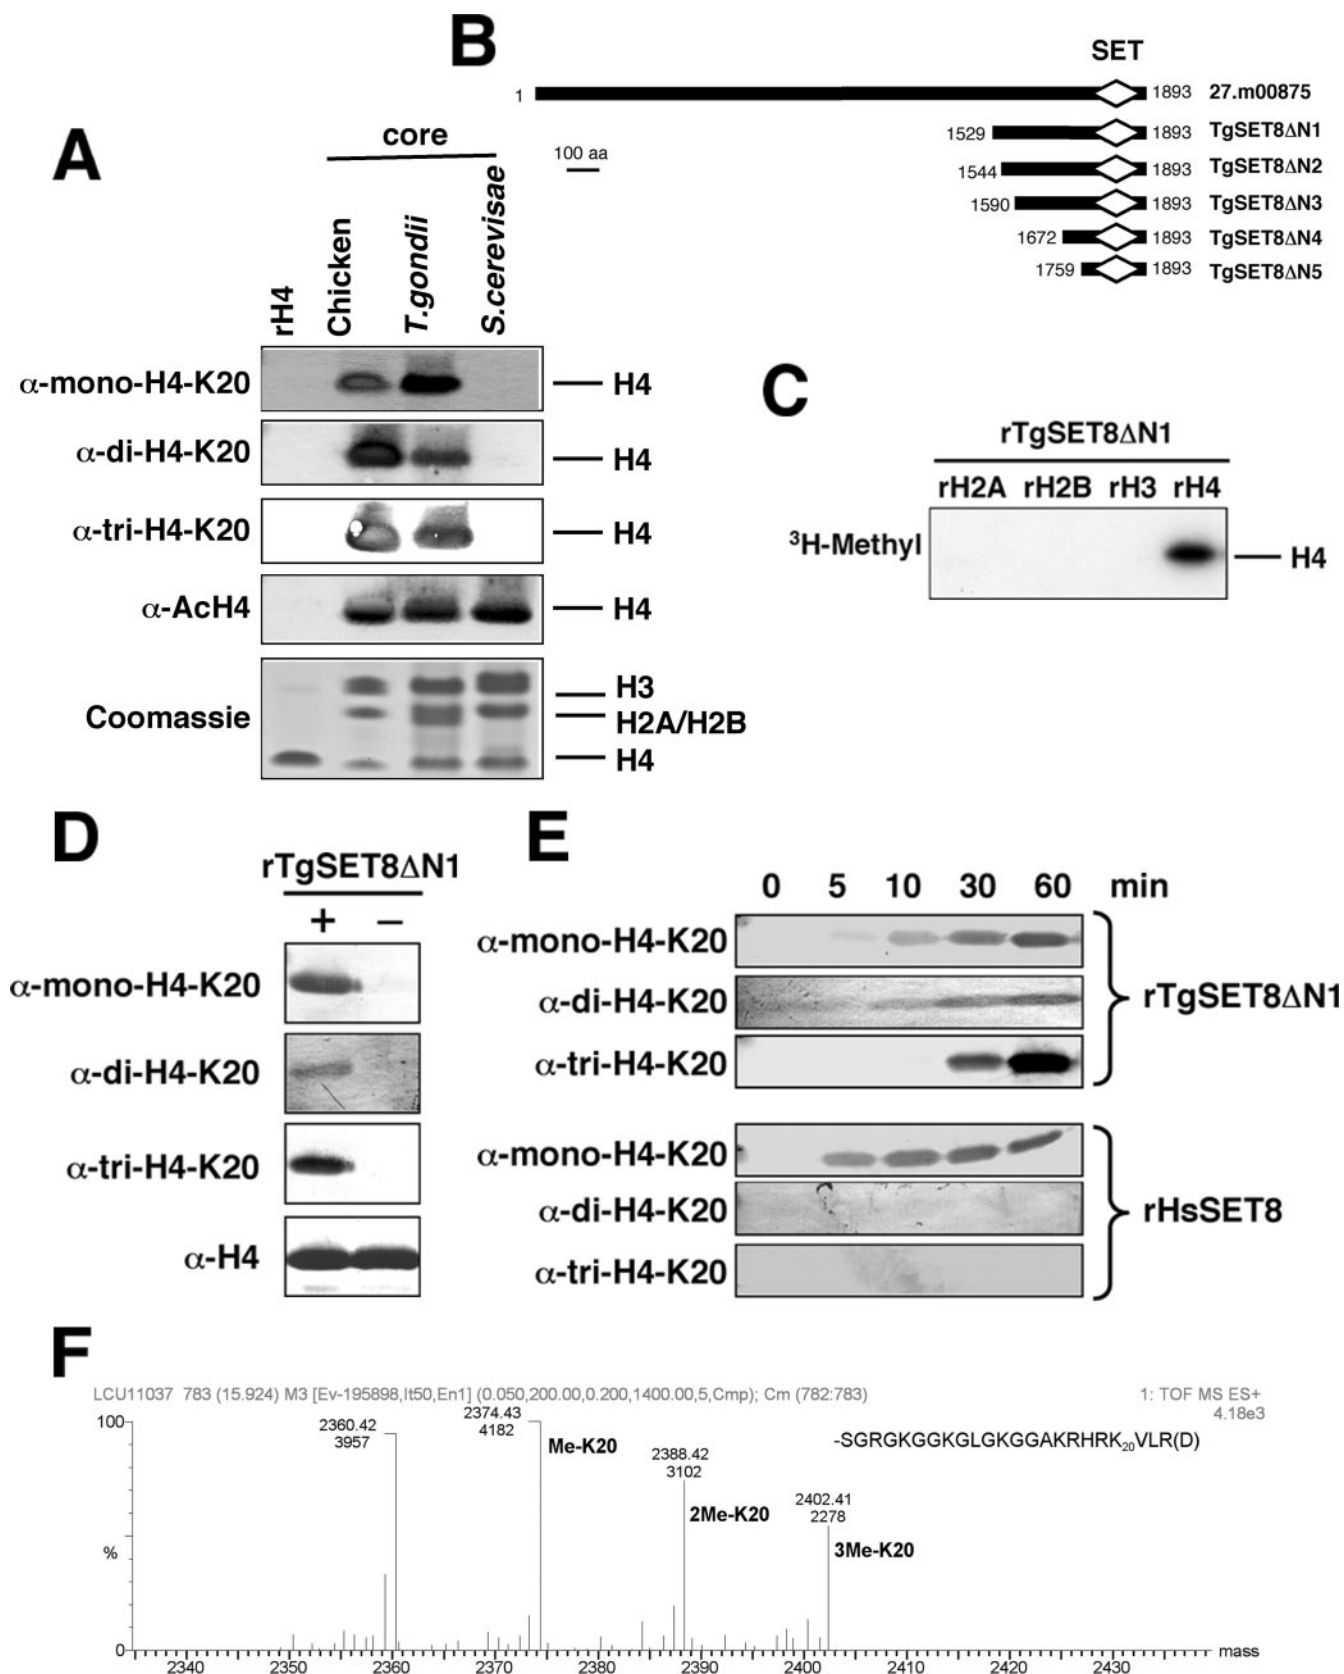 A
core
rH4
Chicken
T.gondii
S.cerevisae
α-mono-H4-K20
H4
α-di-H4-K20
H4
α-tri-H4-K20
H4
α-AcH4
H4
Coomassie
H3
H2A/H2B
H4
B
SET
1
1893
27.m00875
100 aa
1529
1893
TgSET8ΔN1
1544
1893
TgSET8ΔN2
1590
1893
TgSET8ΔN3
1672
1893
TgSET8ΔN4
1759
1893
TgSET8ΔN5
C
rTgSET8ΔN1
rH2A rH2B rH3 rH4
³H-Methyl
H4
D
rTgSET8ΔN1
+ −
α-mono-H4-K20
α-di-H4-K20
α-tri-H4-K20
α-H4
E
0 5 10 30 60 min
α-mono-H4-K20
α-di-H4-K20
α-tri-H4-K20
rTgSET8ΔN1
α-mono-H4-K20
α-di-H4-K20
α-tri-H4-K20
rHsSET8
F
LCU11037 783 (15.924) M3 [Ev-195898,It50,En1] (0.050,200.00,0.200,1400.00,5,Cmp); Cm (782:783)
1: TOF MS ES+
4.18e3
100
%
0
2360.42
3957
2374.43
4182
Me-K20
2388.42
3102
2Me-K20
2402.41
2278
3Me-K20
-SGRGKGGKGLGKGGAKRHRK₂₀VLR(D)
mass
2340 2350 2360 2370 2380 2390 2400 2410 2420 2430